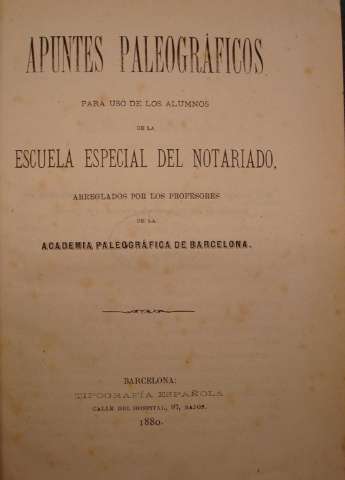 APUNTES PALEOGRÁFICOS
PARA USO DE LOS ALUMNOS
DE LA
ESCUELA ESPECIAL DEL NOTARIADO,
ARREGLADOS POR LOS PROFESORES
DE LA
ACADEMIA PALEOGRÁFICA DE BARCELONA.
BARCELONA:
TIPOGRAFÍA ESPAÑOLA
CALLE DEL HOSPITAL, 87, BAJOS.
1880.